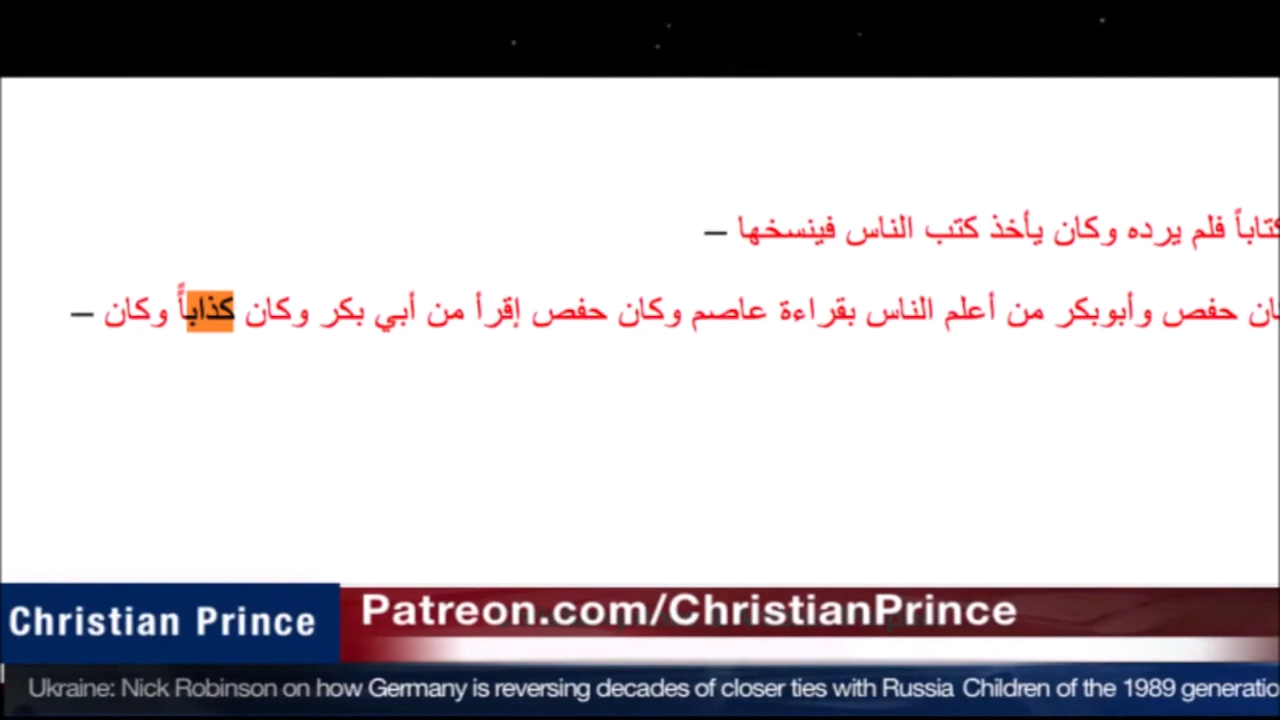 كتاباً فلم يرده وكان يأخذ كتب الناس فينسخها –
حفص وأبوبكر من أعلم الناس بقراءة عاصم وكان حفص إقرأ من أبي بكر وكان كذاباً وكان –
Christian Prince
Patreon.com/ChristianPrince
Ukraine: Nick Robinson on how Germany is reversing decades of closer ties with Russia Children of the 1989